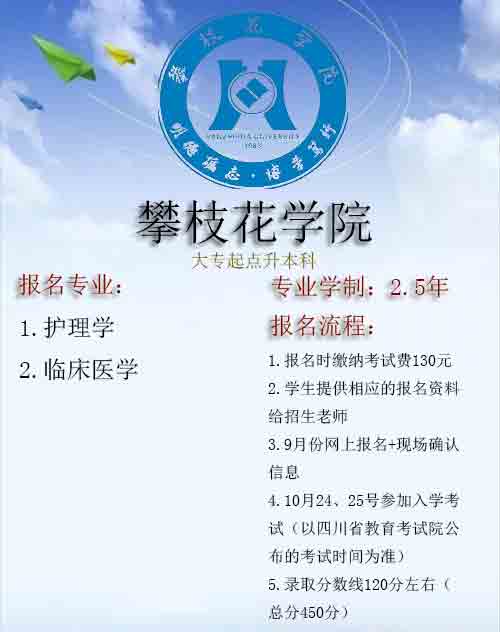 攀枝花学院
PANZHIHUA UNIVERSITY
1983
明德砺志·博学笃行
攀枝花学院
大专起点升本科
报名专业:
1.护理学
2.临床医学
专业学制: 2.5年
报名流程:
1.报名时缴纳考试费130元
2.学生提供相应的报名资料
给招生老师
3.9月份网上报名+现场确认
信息
4.10月24、25号参加入学考
试（以四川省教育考试院公
布的考试时间为准）
5.录取分数线120分左右（
总分450分）